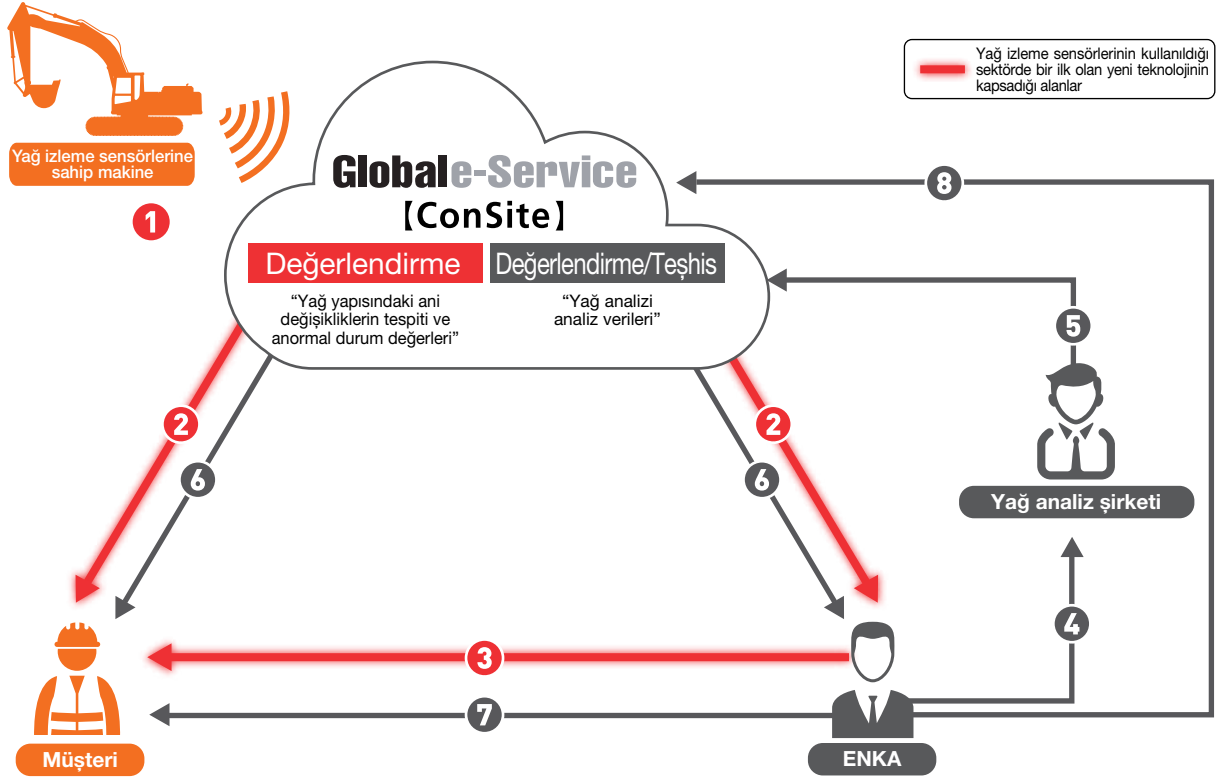 Yağ izleme sensörlerine
sahip makine
1
Yağ izleme sensörlerinin kullanıldığı
sektörde bir ilk olan yeni teknolojinin
kapsadığı alanlar
Global e-Service
【ConSite】
Değerlendirme
Değerlendirme/Teşhis
“Yağ yapısındaki ani
değişikliklerin tespiti ve
anormal durum değerleri”
“Yağ analizi
analiz verileri”
8
5
2
6
2
6
Yağ analiz şirketi
4
3
7
Müşteri
ENKA